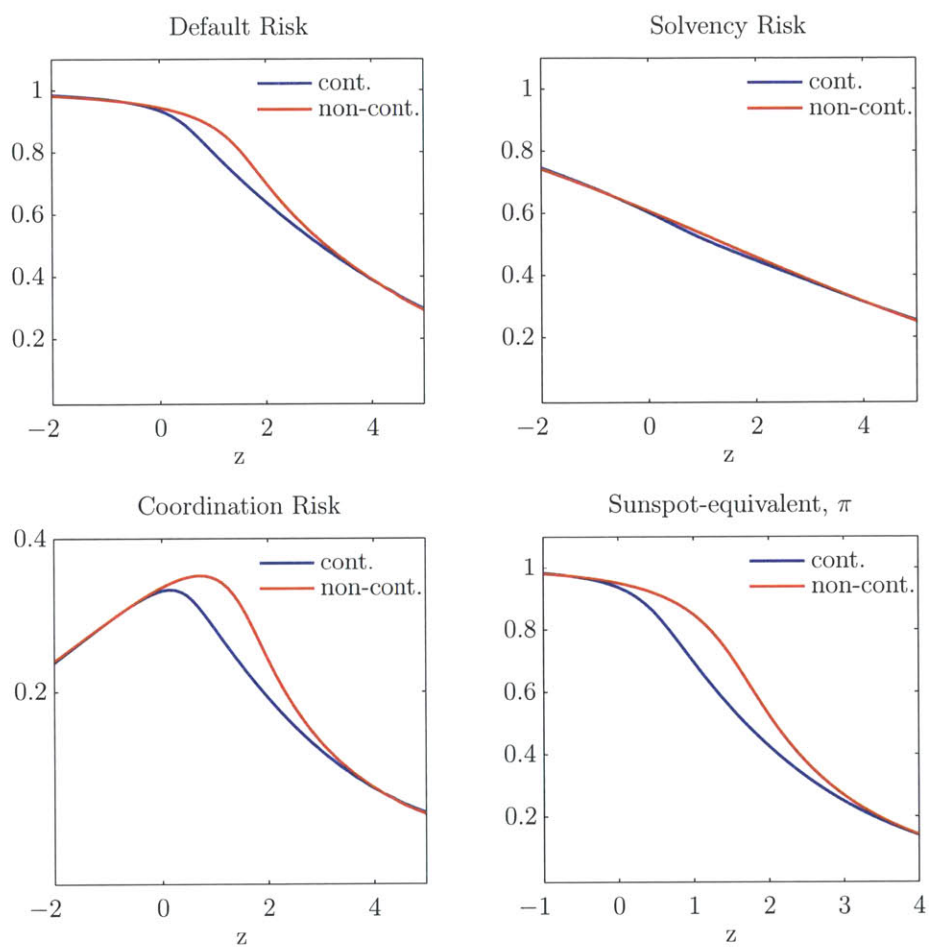 Default Risk
cont.
non-cont.
1
0.8
0.6
0.4
0.2
−2 0 2 4
z
Solvency Risk
cont.
non-cont.
1
0.8
0.6
0.4
0.2
−2 0 2 4
z
Coordination Risk
cont.
non-cont.
0.4
0.2
−2 0 2 4
z
Sunspot-equivalent, π
cont.
non-cont.
1
0.8
0.6
0.4
0.2
−1 0 1 2 3 4
z